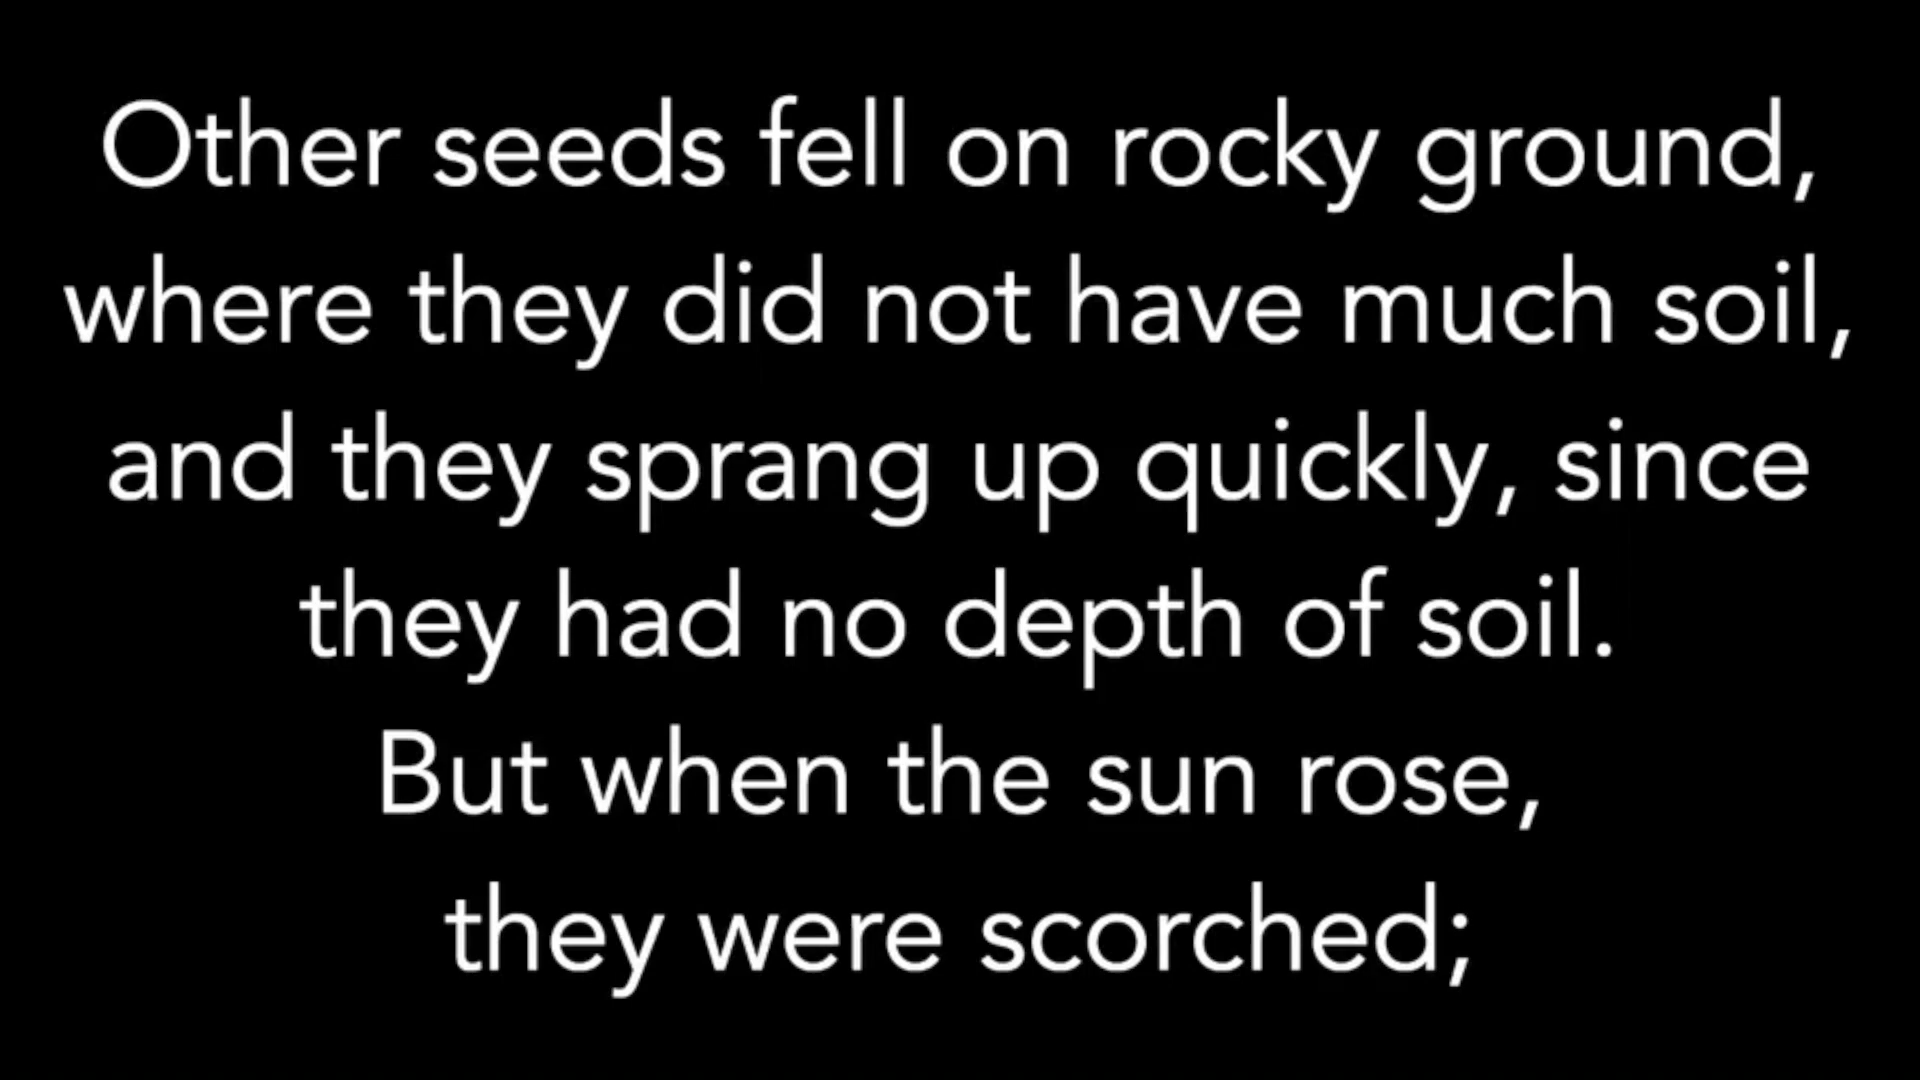 Other seeds fell on rocky ground,
where they did not have much soil,
and they sprang up quickly, since
they had no depth of soil.
But when the sun rose,
they were scorched;